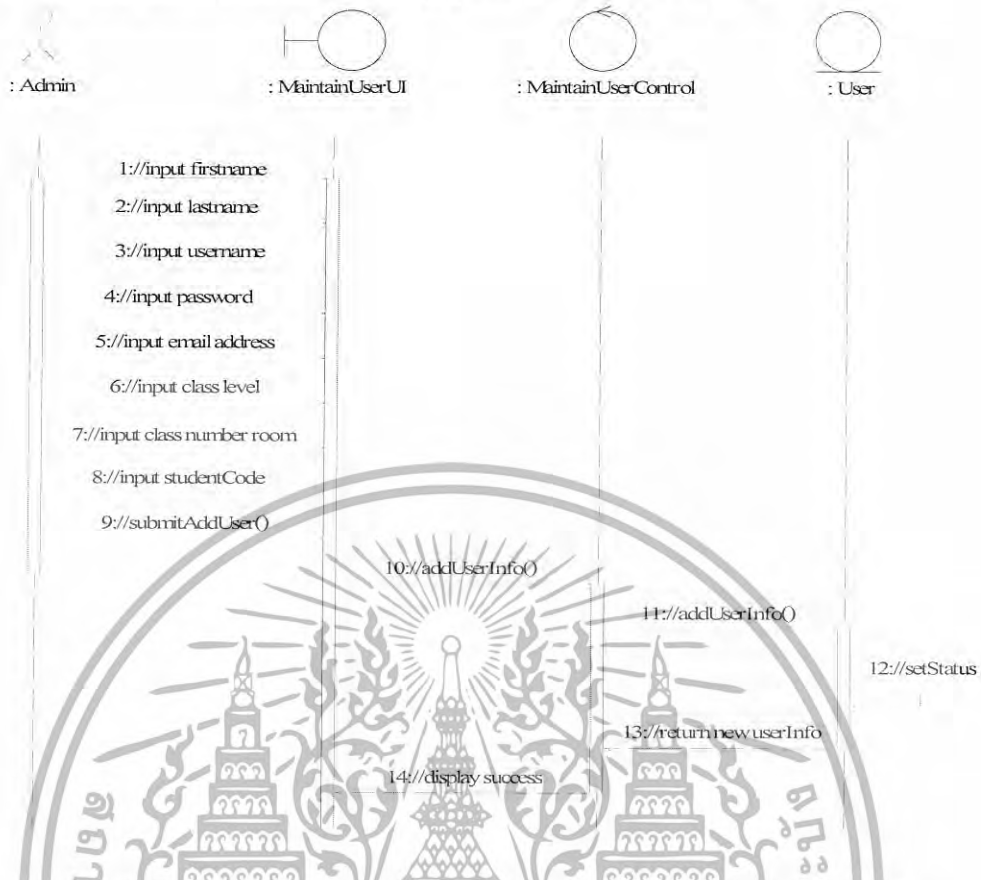 : Admin
: MaintainUserUI
: MaintainUserControl
: User
1://input firstname
2://input lastname
3://input username
4://input password
5://input email address
6://input class level
7://input class number room
8://input studentCode
9://submitAddUser()
10://addUserInfo()
11://addUserInfo()
12://setStatus
13://return new userInfo
14://display success